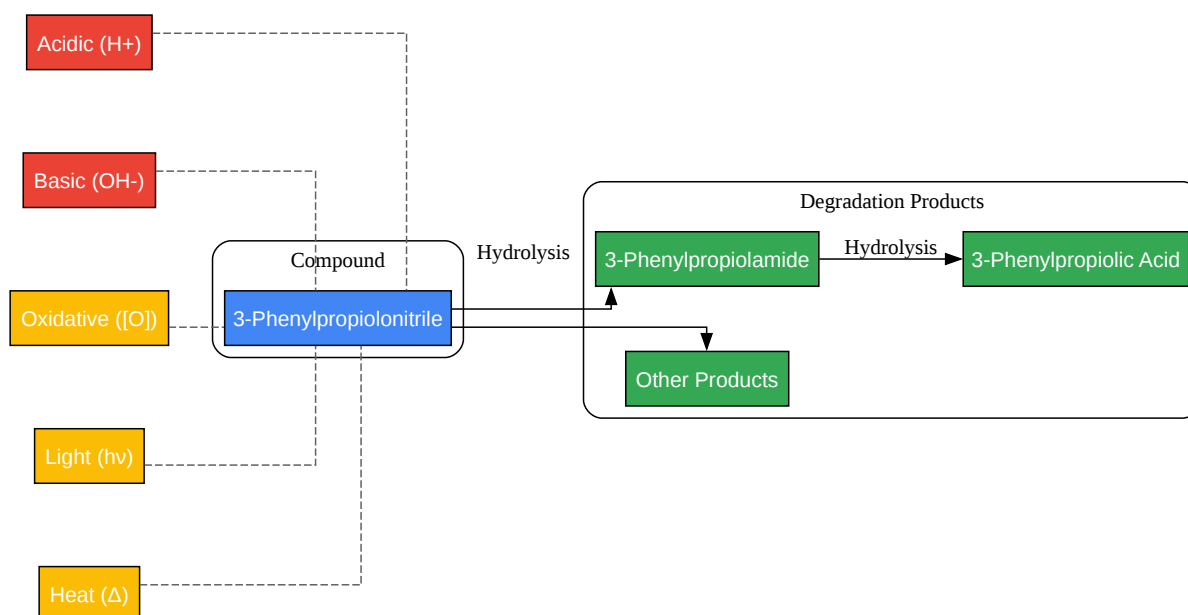 Acidic (H+)
Basic (OH-)
Oxidative ([O])
Light (hν)
Heat (Δ)
Compound
3-Phenylpropiolonitrile
Hydrolysis
Degradation Products
3-Phenylpropiolamide
Hydrolysis
3-Phenylpropiolic Acid
Other Products